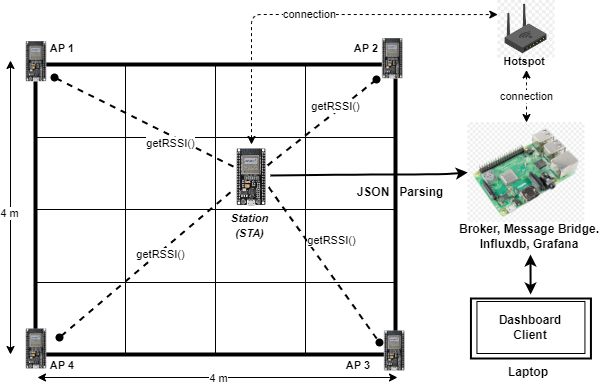 connection
AP 1
AP 2
Hotspot
getRSSI()
connection
getRSSI()
JSON Parsing
4 m
Station
(STA)
Broker, Message Bridge.
Influxdb, Grafana
getRSSI()
getRSSI()
Dashboard
Client
AP 4
AP 3
Laptop
4 m